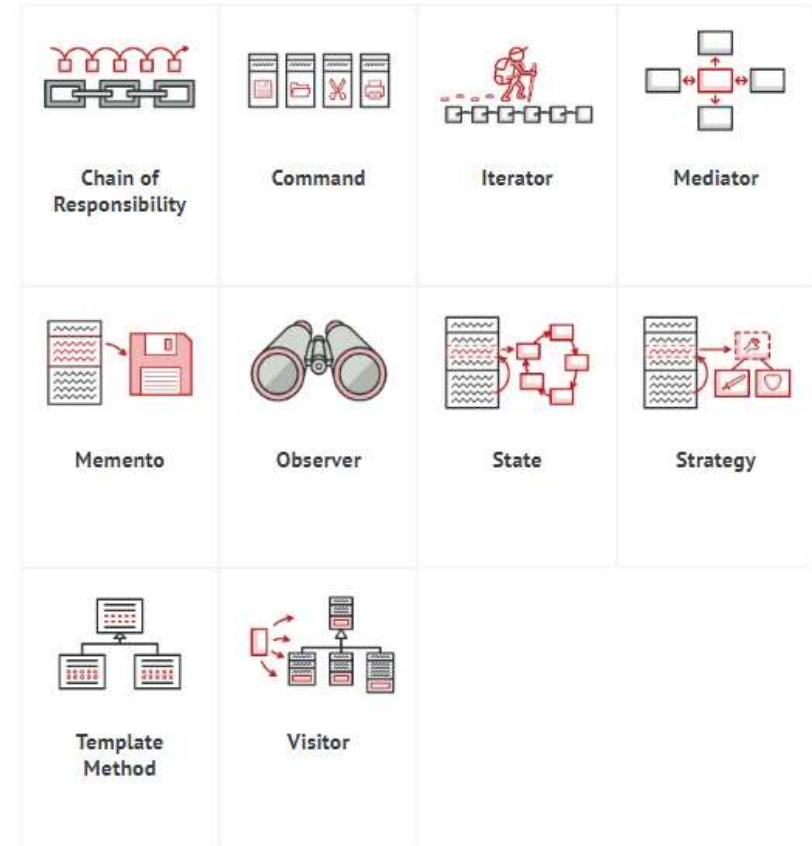 Chain of
Responsibility
Command
Iterator
Mediator
Memento
Observer
State
Strategy
Template
Method
Visitor